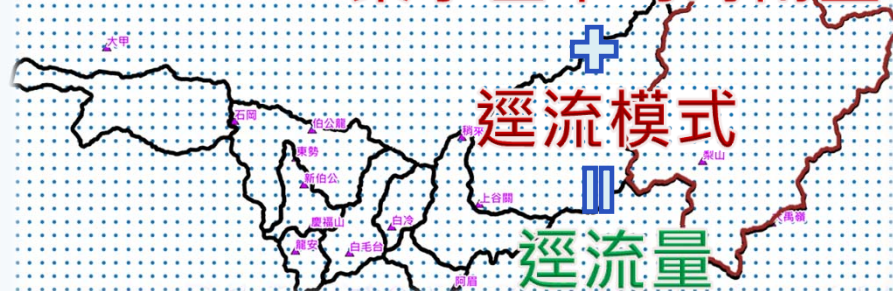 大甲
石岡
伯公龍
稍來
逕流模式
東勢
梨山
新伯公
上谷關
慶福山
白冷
大禹嶺
龍安
白毛台
逕流量
阿眉